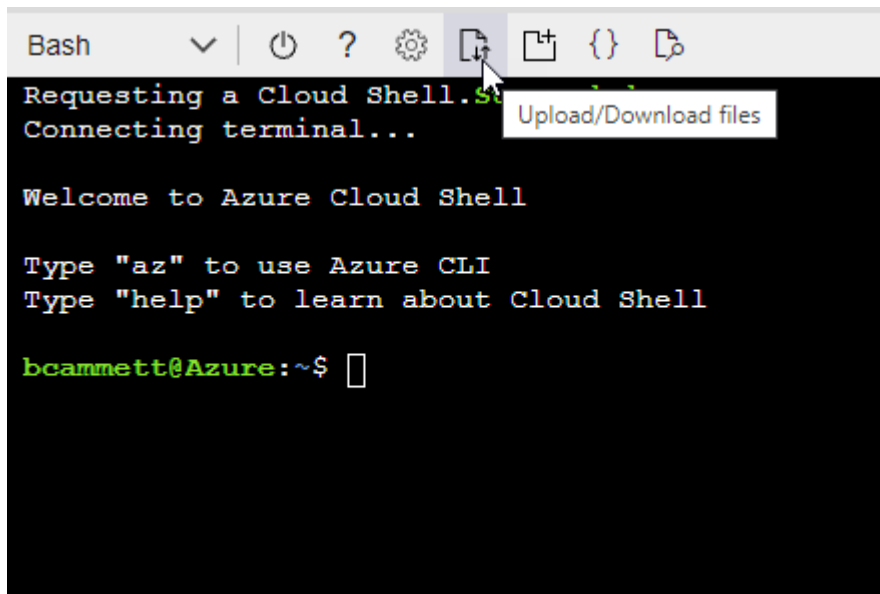 Bash
?
{}
Requesting a Cloud Shell.
Upload/Download files
Connecting terminal...
Welcome to Azure Cloud Shell
Type "az" to use Azure CLI
Type "help" to learn about Cloud Shell
bcammett@Azure:~$